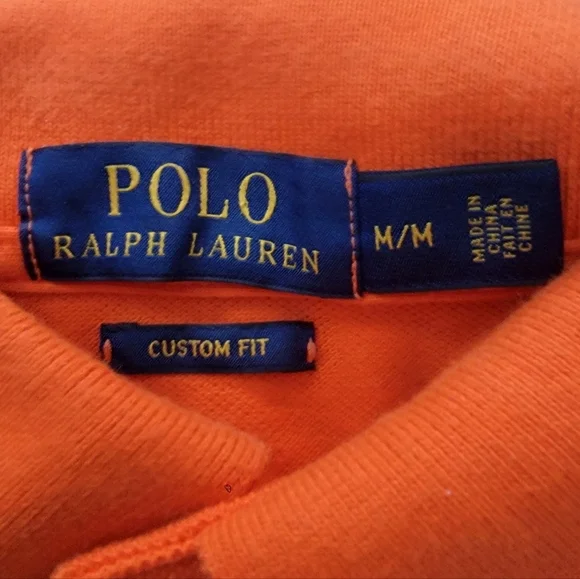 POLO
RALPH LAUREN
M/M
MADE IN
CHINA
FAIT EN
CHINE
CUSTOM FIT